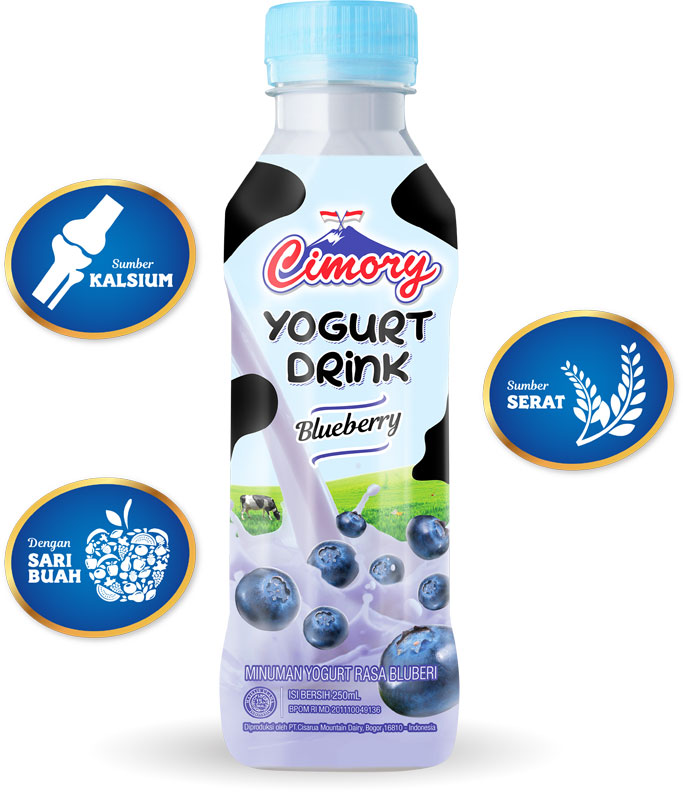 Cimory
YOGURT
DRINK
Blueberry
Sumber
KALSIUM
Sumber
SERAT
Dengan
SARI
BUAH
MINUMAN YOGURT RASA BLUBERI
ISI BERSIH 250mL
BPOM RI MD 201110049136
Diproduksi oleh PT.Cisarua Mountain Dairy, Bogor 16810 – Indonesia